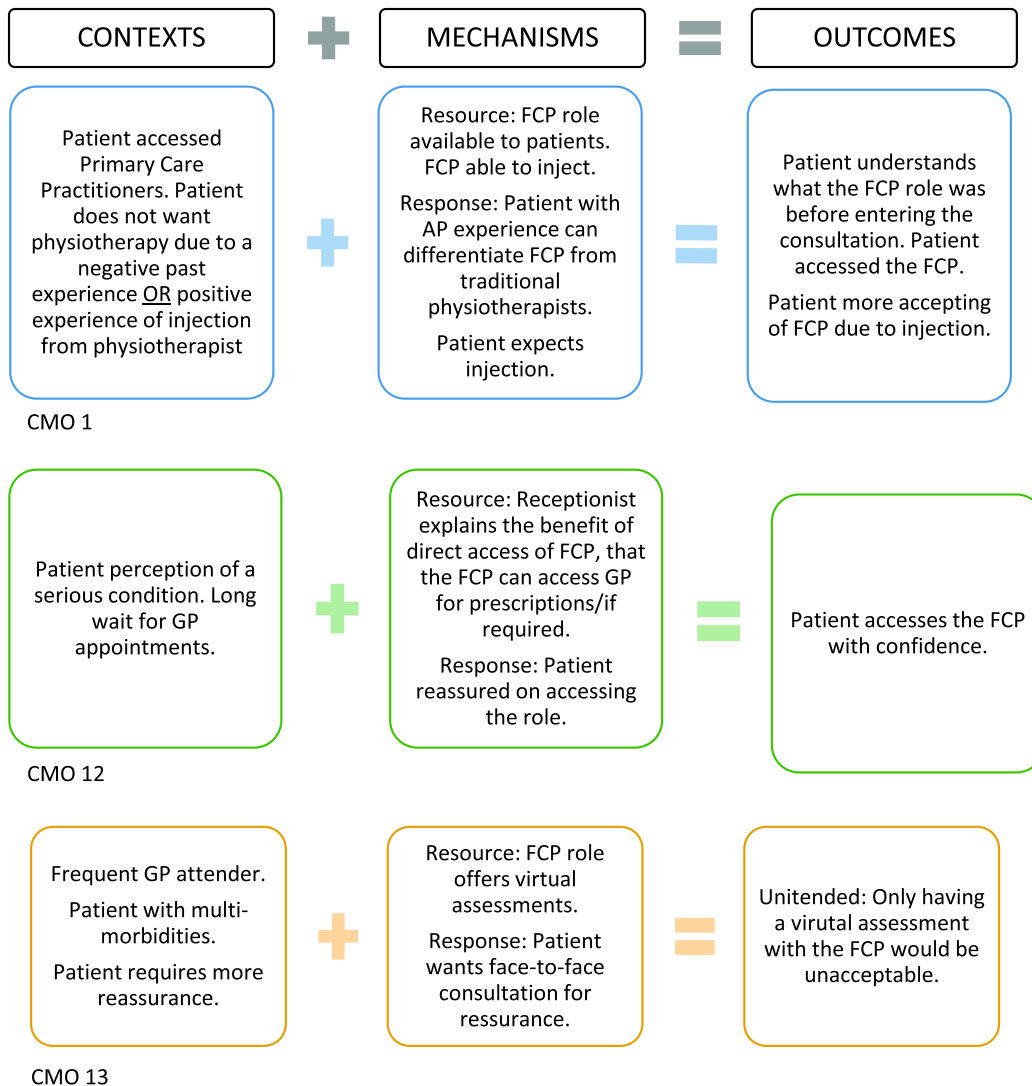 CONTEXTS + MECHANISMS = OUTCOMES
Patient accessed
Primary Care
Practitioners. Patient
does not want
physiotherapy due to a
negative past
experience OR positive
experience of injection
from physiotherapist
+
Resource: FCP role
available to patients.
FCP able to inject.
Response: Patient with
AP experience can
differentiate FCP from
traditional
physiotherapists.
Patient expects
injection.
=
Patient understands
what the FCP role was
before entering the
consultation. Patient
accessed the FCP.
Patient more accepting
of FCP due to injection.
CMO 1
Patient perception of a
serious condition. Long
wait for GP
appointments.
+
Resource: Receptionist
explains the benefit of
direct access of FCP, that
the FCP can access GP
for prescriptions/if
required.
Response: Patient
reassured on accessing
the role.
=
Patient accesses the FCP
with confidence.
CMO 12
Frequent GP attender.
Patient with multi-
morbidities.
Patient requires more
reassurance.
+
Resource: FCP role
offers virtual
assessments.
Response: Patient
wants face-to-face
consultation for
ressurance.
=
Unitended: Only having
a virutal assessment
with the FCP would be
unacceptable.
CMO 13